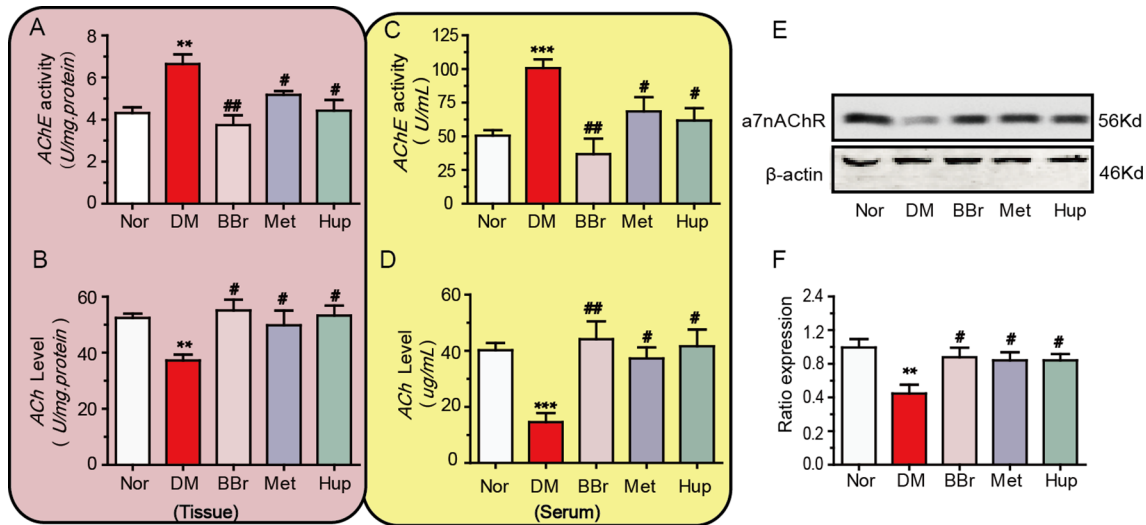 A
AChE activity
(U/mg.protein)
8
6
4
2
0
**
##
#
#
Nor DM BBr Met Hup
C
AChE activity
( U/mL)
125
100
75
50
25
0
***
##
#
#
Nor DM BBr Met Hup
E
a7nAChR
56Kd
β-actin
46Kd
Nor DM BBr Met Hup
B
ACh Level
( U/mg.protein )
60
40
60
0
**
#
#
#
Nor DM BBr Met Hup
(Tissue)
D
ACh Level
( ug/mL)
60
40
20
0
***
##
#
#
Nor DM BBr Met Hup
(Serum)
F
Ratio expression
2.4
1.2
0.8
0.4
0.0
**
#
#
#
Nor DM BBr Met Hup